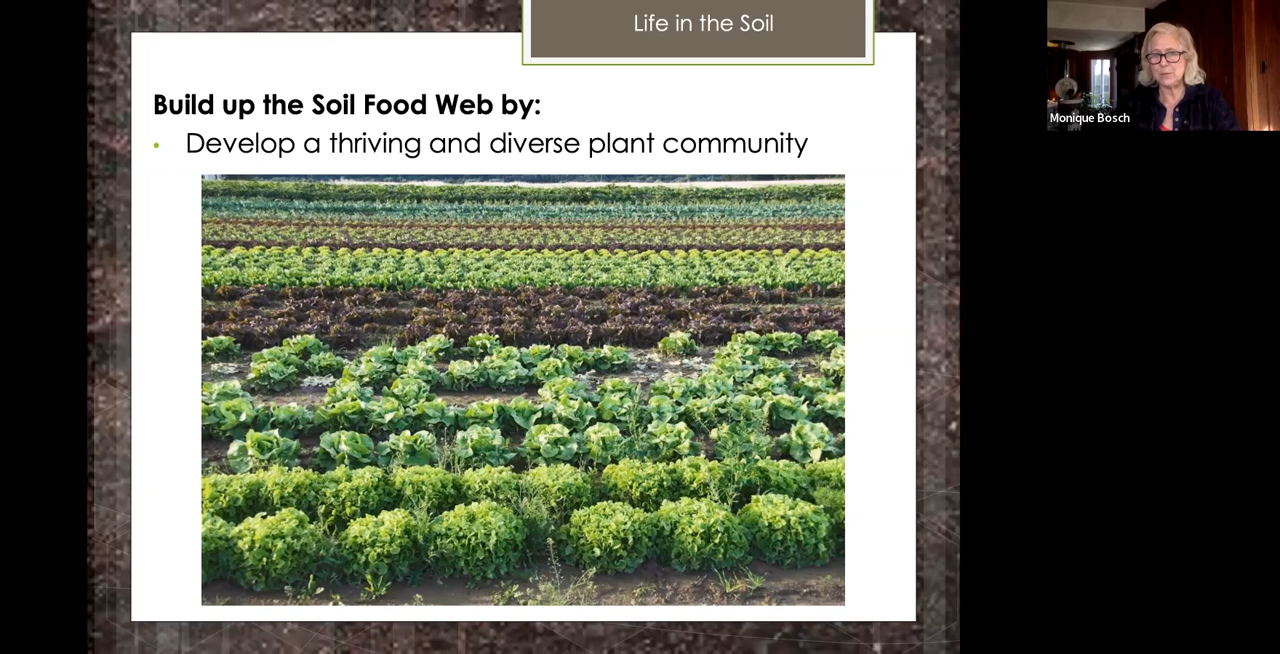 Life in the Soil
Build up the Soil Food Web by:
• Develop a thriving and diverse plant community
Monique Bosch